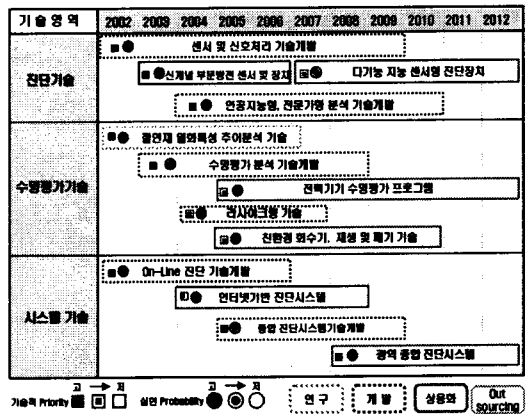 기 술 영 역 2002 2003 2004 2005 2006 2007 2008 2009 2010 2011 2012
진단기술
센서 및 신호처리 기술개발
신개념 부분방전 센서 및 장치
다기능 지능 센서형 진단장치
인공지능형, 전문가형 분석 기술개발
수명평가기술
절연재 열화특성 주어분석 기술
수명평가 분석 기술개발
전력기기 수명평가 프로그램
리사이클링 기술
친환경 회수기, 재생 및 폐기 기술
시스템 기술
On-Line 진단 기술개발
인터넷기반 진단시스템
종합 진단시스템기술개발
광역 종합 진단시스템
고 → 저
기술적 Priority
고 → 저
실현 Probability
연 구
개 발
상용화
Out
sourcing